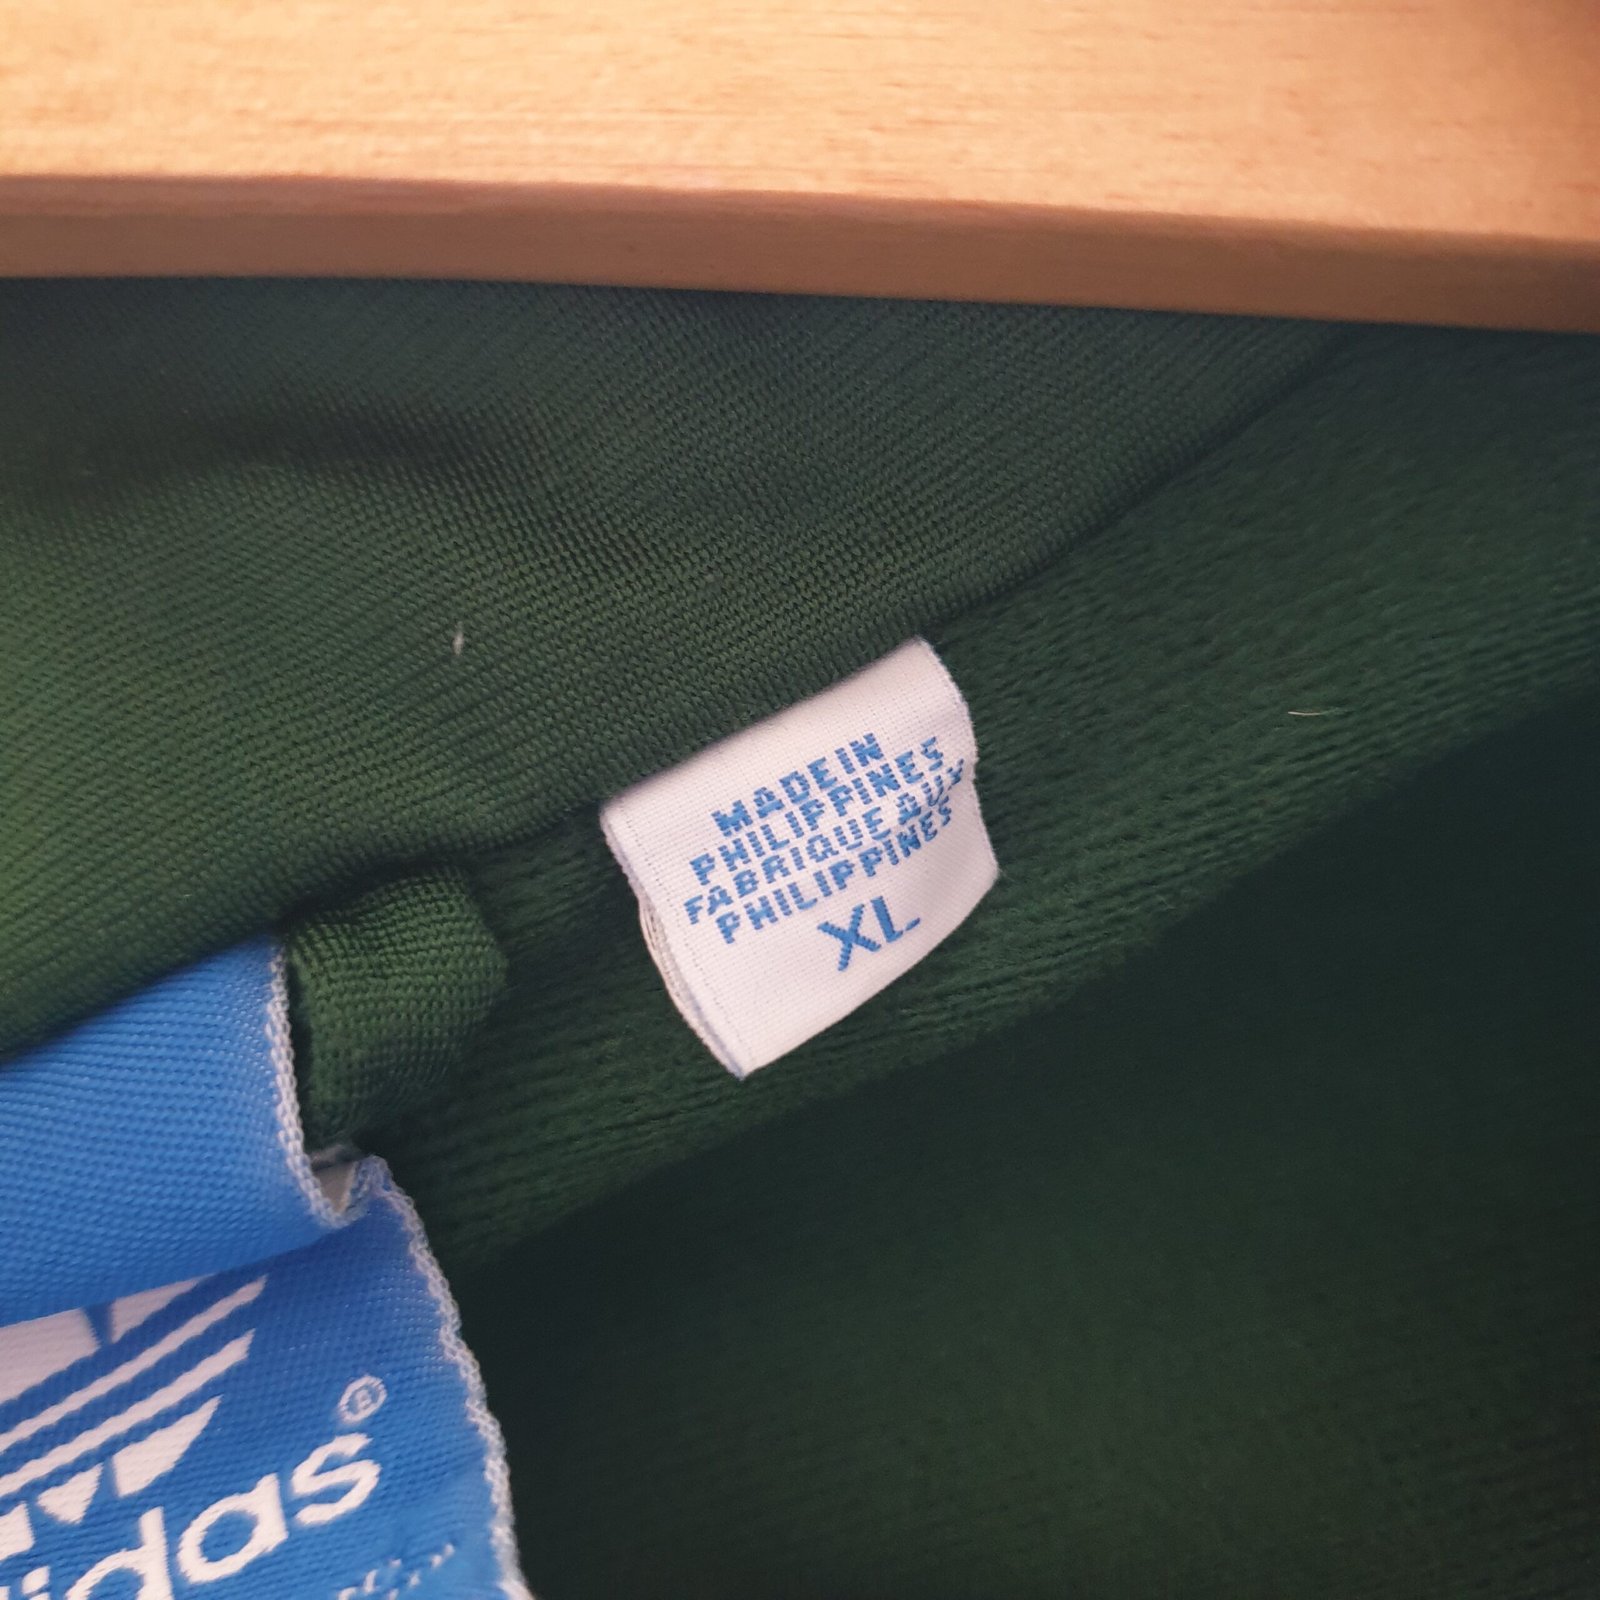 MADE IN
PHILIPPINES
FABRIQUE AUX
PHILIPPINES
XL
adidas®